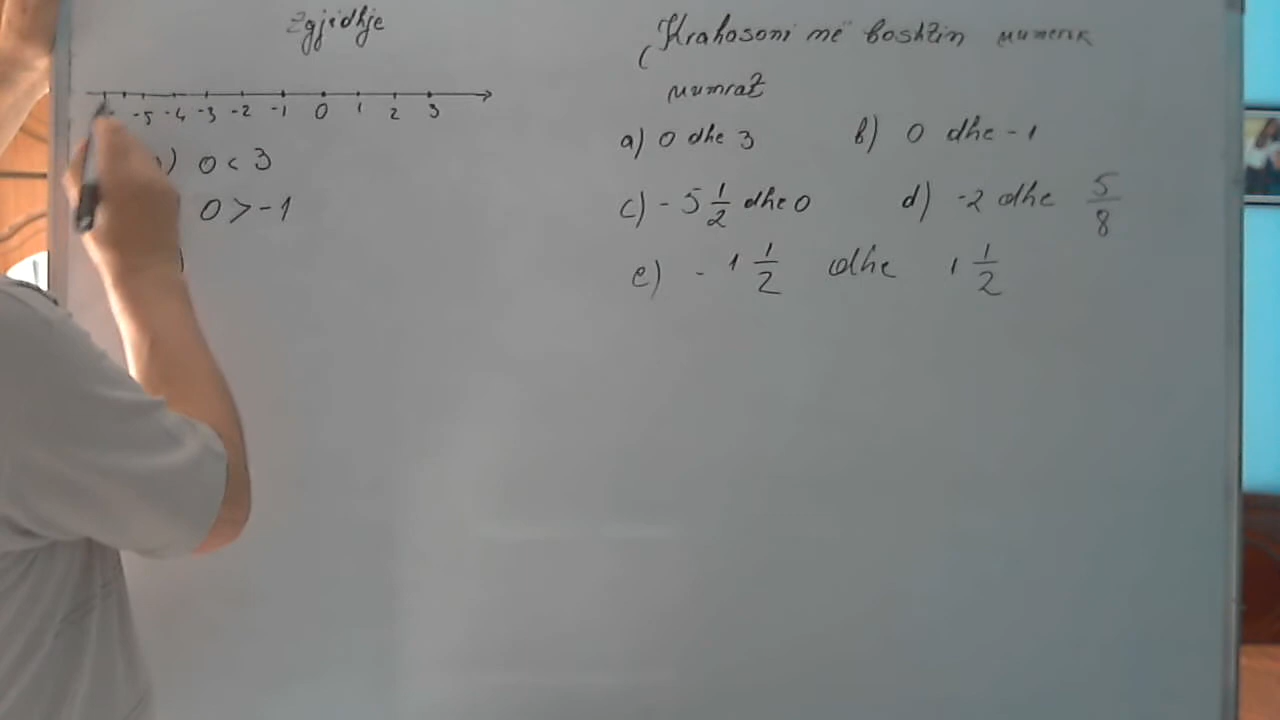 Zgjidhje
-5 -4 -3 -2 -1 0 1 2 3
) 0 < 3
0 > -1
)
Krahasoni në boshtin numerik
numrat
a) 0 dhe 3 b) 0 dhe -1
c) -5 1/2 dhe 0 d) -2 dhe 5/8
e) -1 1/2 dhe 1 1/2